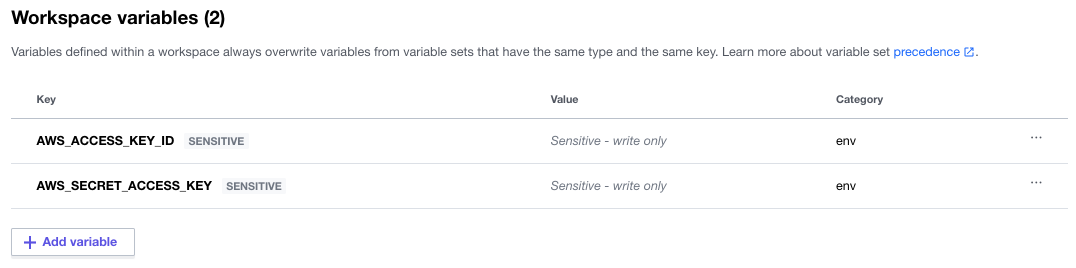 Workspace variables (2)
Variables defined within a workspace always overwrite variables from variable sets that have the same type and the same key. Learn more about variable set precedence.
Key Value Category
AWS_ACCESS_KEY_ID SENSITIVE Sensitive - write only env ...
AWS_SECRET_ACCESS_KEY SENSITIVE Sensitive - write only env ...
+ Add variable